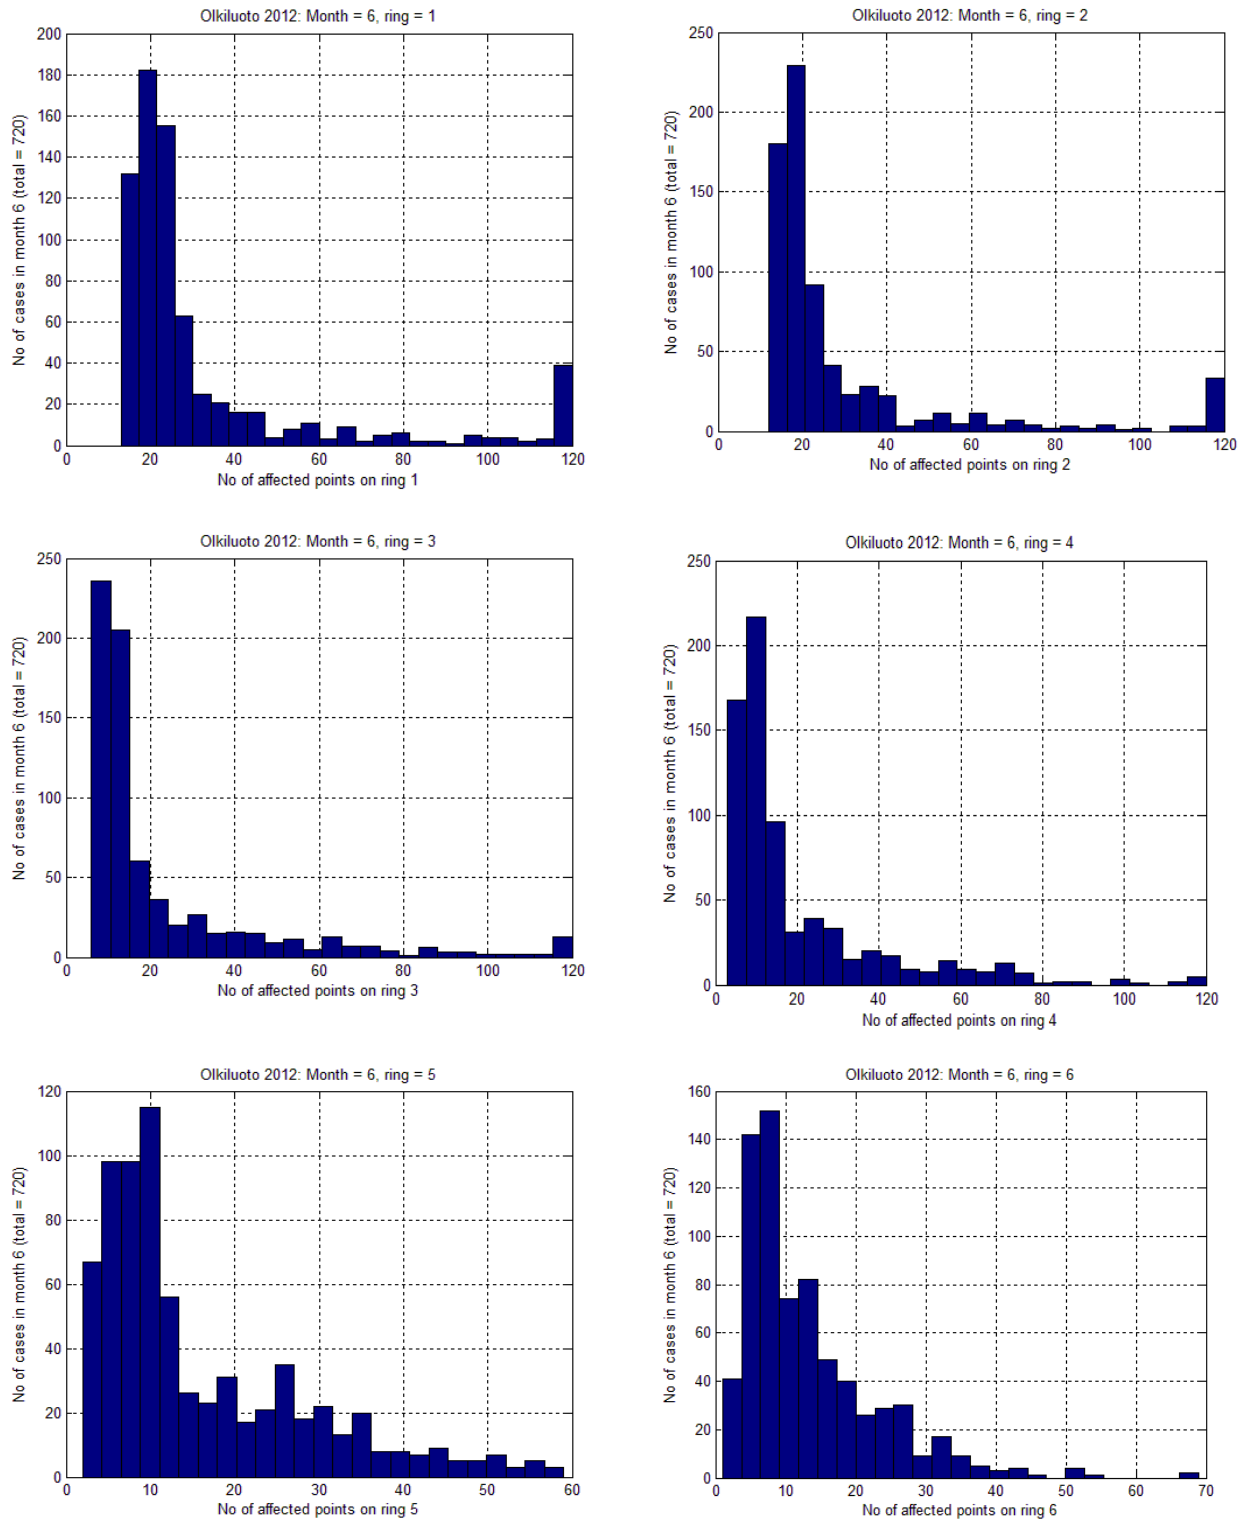 Olkiluoto 2012: Month = 6, ring = 1
No of cases in month 6 (total = 720)
200
180
160
140
120
100
80
60
40
20
0
0 20 40 60 80 100 120
No of affected points on ring 1
Olkiluoto 2012: Month = 6, ring = 2
No of cases in month 6 (total = 720)
250
200
150
100
50
0
0 20 40 60 80 100 120
No of affected points on ring 2
Olkiluoto 2012: Month = 6, ring = 3
No of cases in month 6 (total = 720)
250
200
150
100
50
0
0 20 40 60 80 100 120
No of affected points on ring 3
Olkiluoto 2012: Month = 6, ring = 4
No of cases in month 6 (total = 720)
250
200
150
100
50
0
0 20 40 60 80 100 120
No of affected points on ring 4
Olkiluoto 2012: Month = 6, ring = 5
No of cases in month 6 (total = 720)
120
100
80
60
40
20
0
0 10 20 30 40 50 60
No of affected points on ring 5
Olkiluoto 2012: Month = 6, ring = 6
No of cases in month 6 (total = 720)
160
140
120
100
80
60
40
20
0
0 10 20 30 40 50 60 70
No of affected points on ring 6